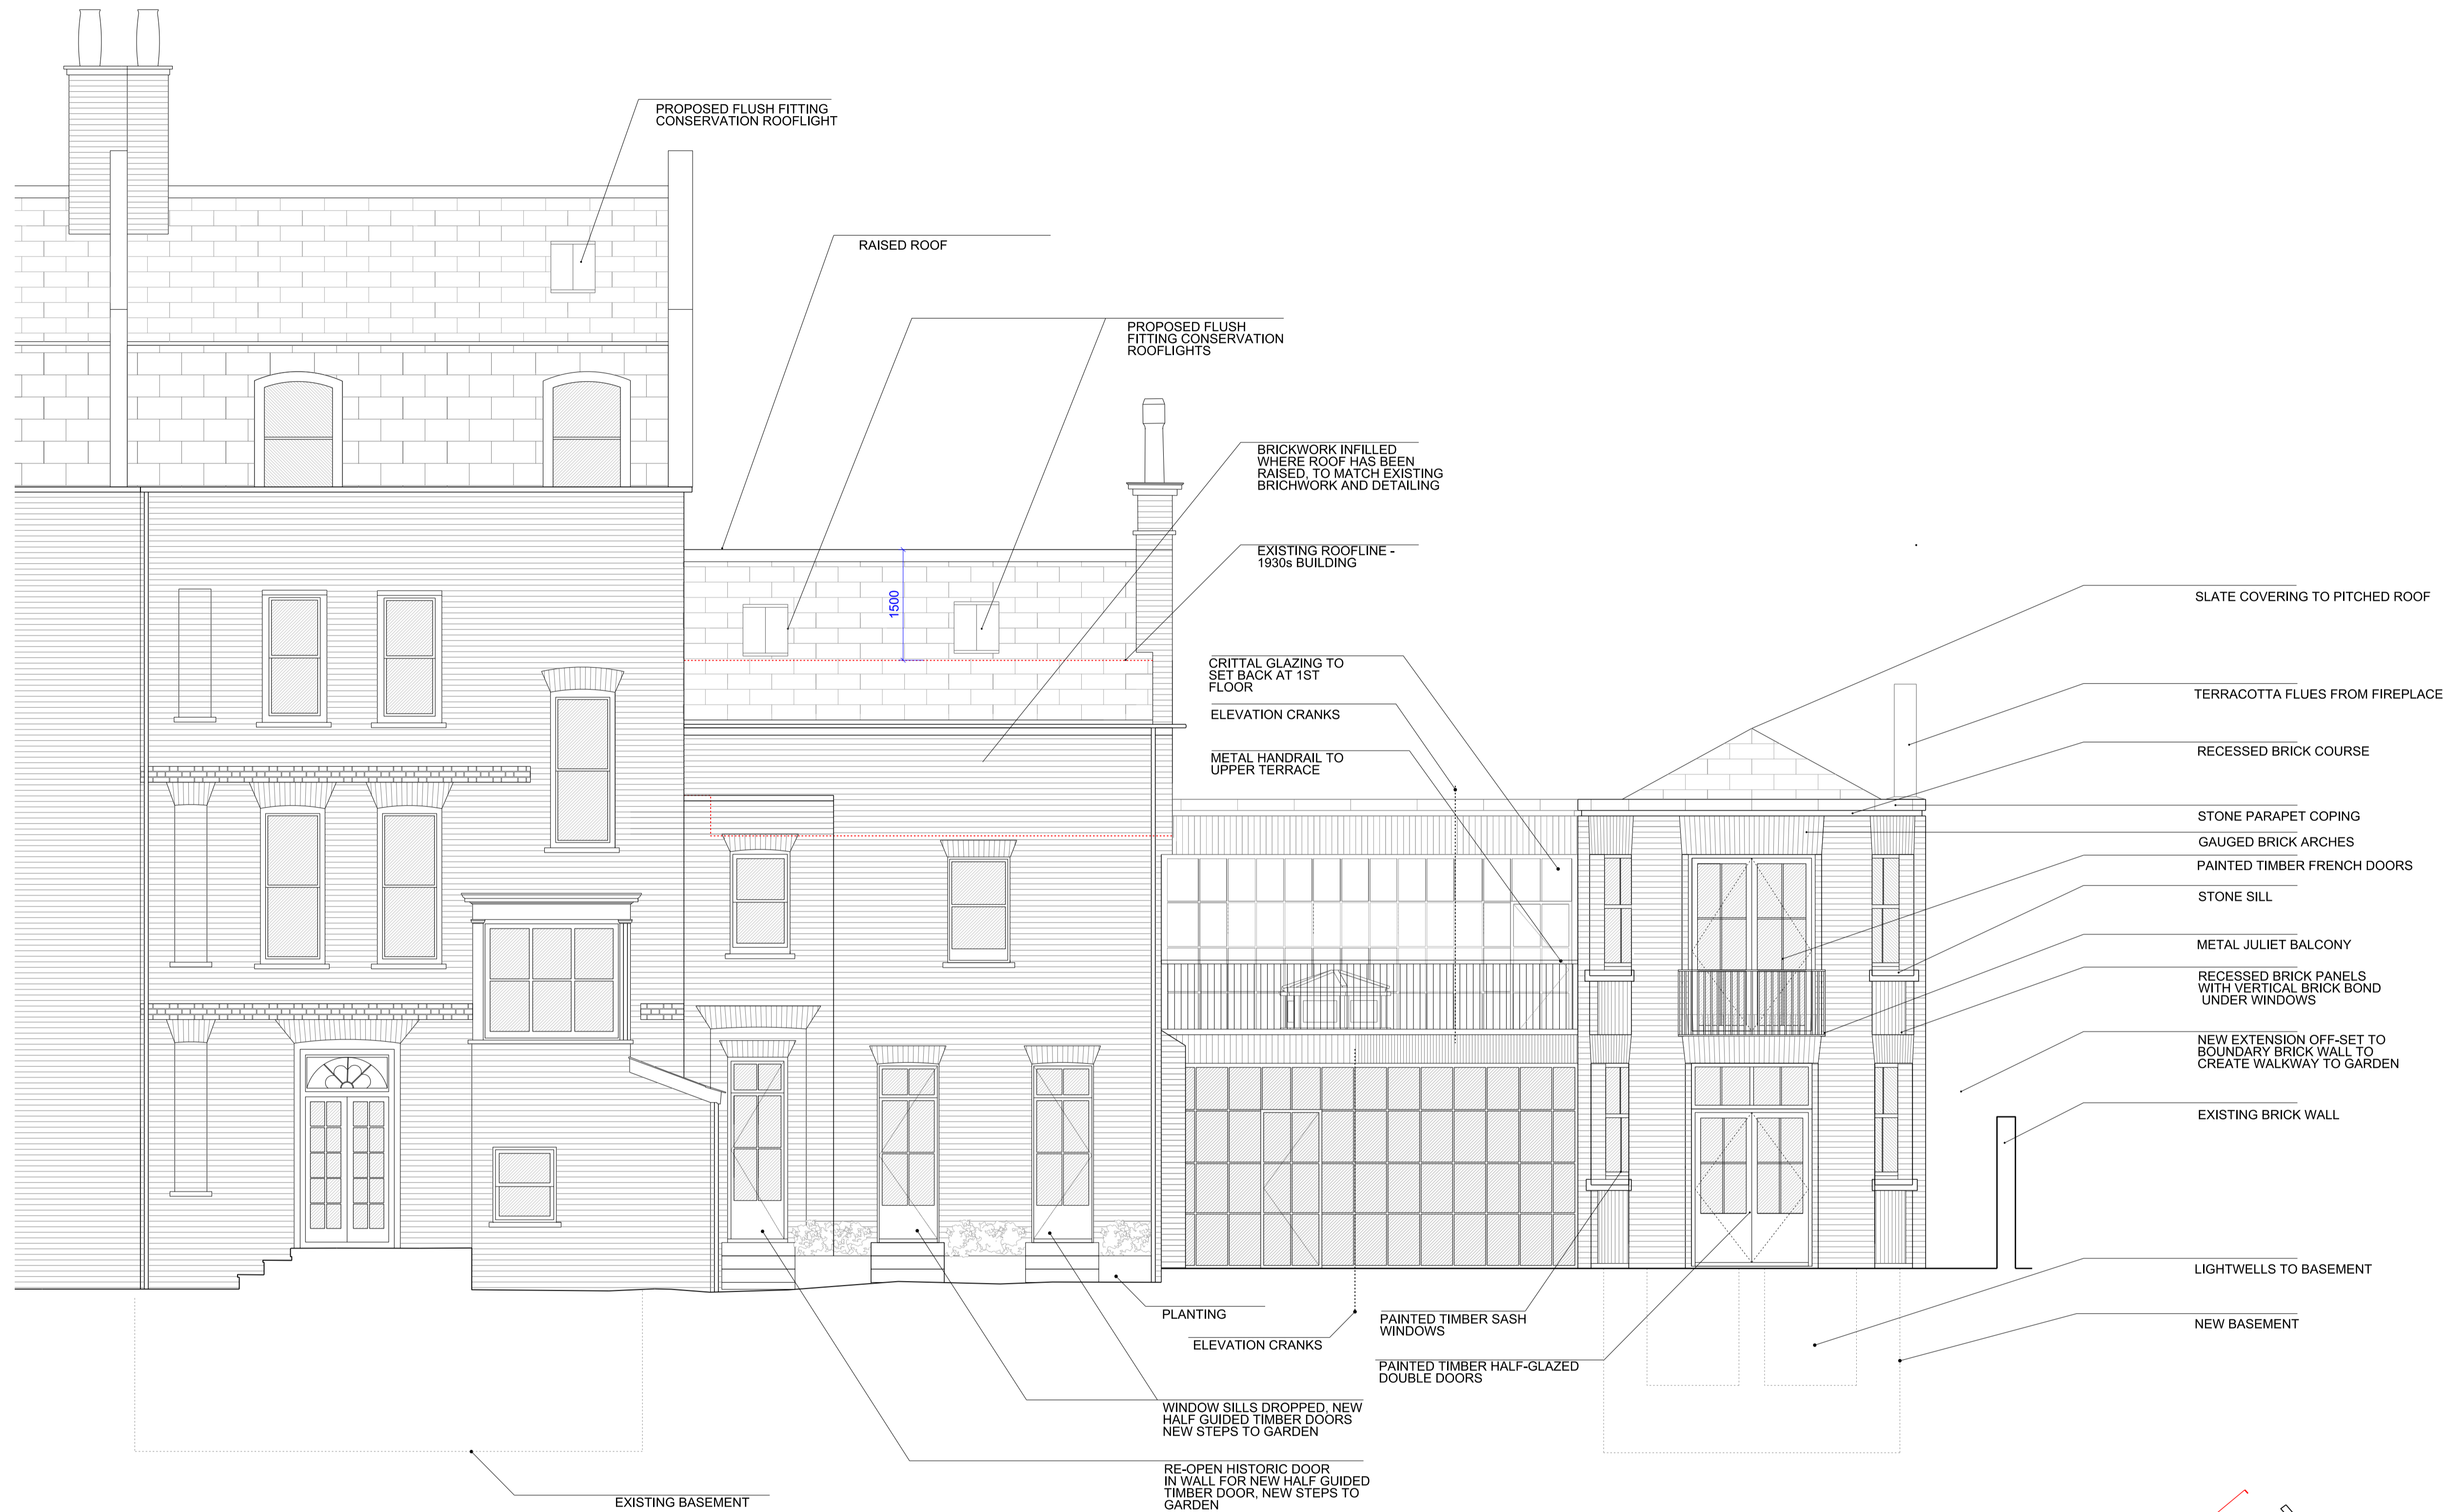 PROPOSED FLUSH FITTING
CONSERVATION ROOFLIGHT
RAISED ROOF
PROPOSED FLUSH
FITTING CONSERVATION
ROOFLIGHTS
BRICKWORK INFILLED
WHERE ROOF HAS BEEN
RAISED, TO MATCH EXISTING
BRICHWORK AND DETAILING
EXISTING ROOFLINE -
1930s BUILDING
1500
CRITTAL GLAZING TO
SET BACK AT 1ST
FLOOR
ELEVATION CRANKS
METAL HANDRAIL TO
UPPER TERRACE
SLATE COVERING TO PITCHED ROOF
TERRACOTTA FLUES FROM FIREPLACE
RECESSED BRICK COURSE
STONE PARAPET COPING
GAUGED BRICK ARCHES
PAINTED TIMBER FRENCH DOORS
STONE SILL
METAL JULIET BALCONY
RECESSED BRICK PANELS
WITH VERTICAL BRICK BOND
UNDER WINDOWS
NEW EXTENSION OFF-SET TO
BOUNDARY BRICK WALL TO
CREATE WALKWAY TO GARDEN
EXISTING BRICK WALL
LIGHTWELLS TO BASEMENT
NEW BASEMENT
PLANTING
ELEVATION CRANKS
PAINTED TIMBER SASH
WINDOWS
PAINTED TIMBER HALF-GLAZED
DOUBLE DOORS
WINDOW SILLS DROPPED, NEW
HALF GUIDED TIMBER DOORS
NEW STEPS TO GARDEN
RE-OPEN HISTORIC DOOR
IN WALL FOR NEW HALF GUIDED
TIMBER DOOR, NEW STEPS TO
GARDEN
EXISTING BASEMENT